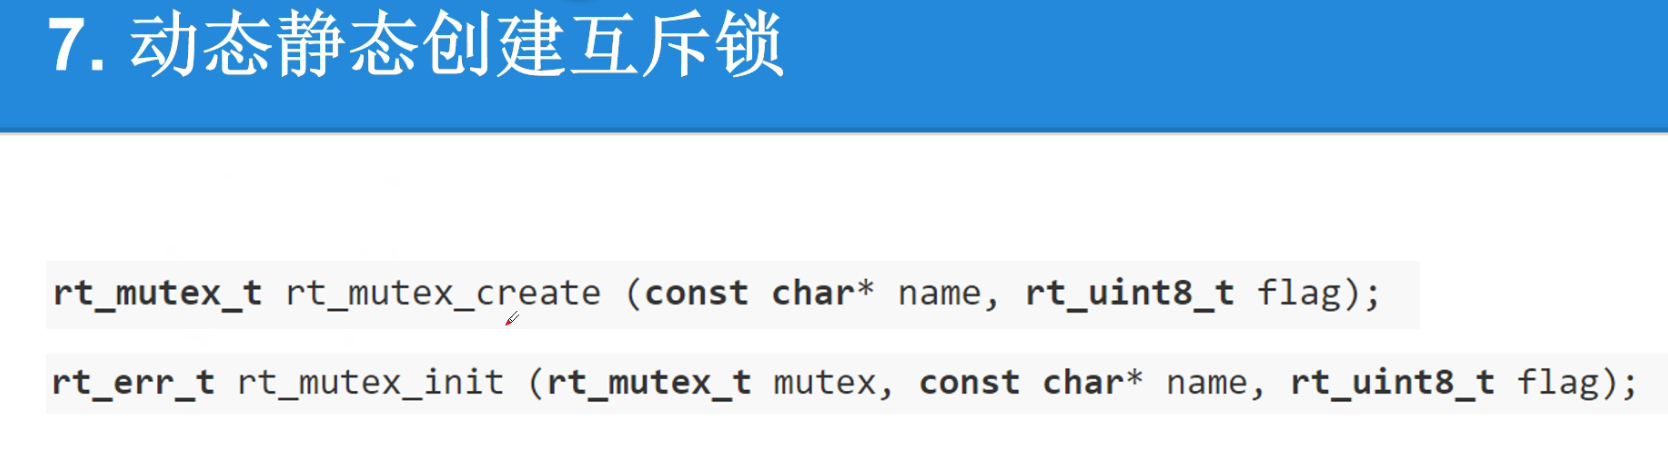 7. 动态静态创建互斥锁
rt_mutex_t rt_mutex_create (const char* name, rt_uint8_t flag);
rt_err_t rt_mutex_init (rt_mutex_t mutex, const char* name, rt_uint8_t flag);